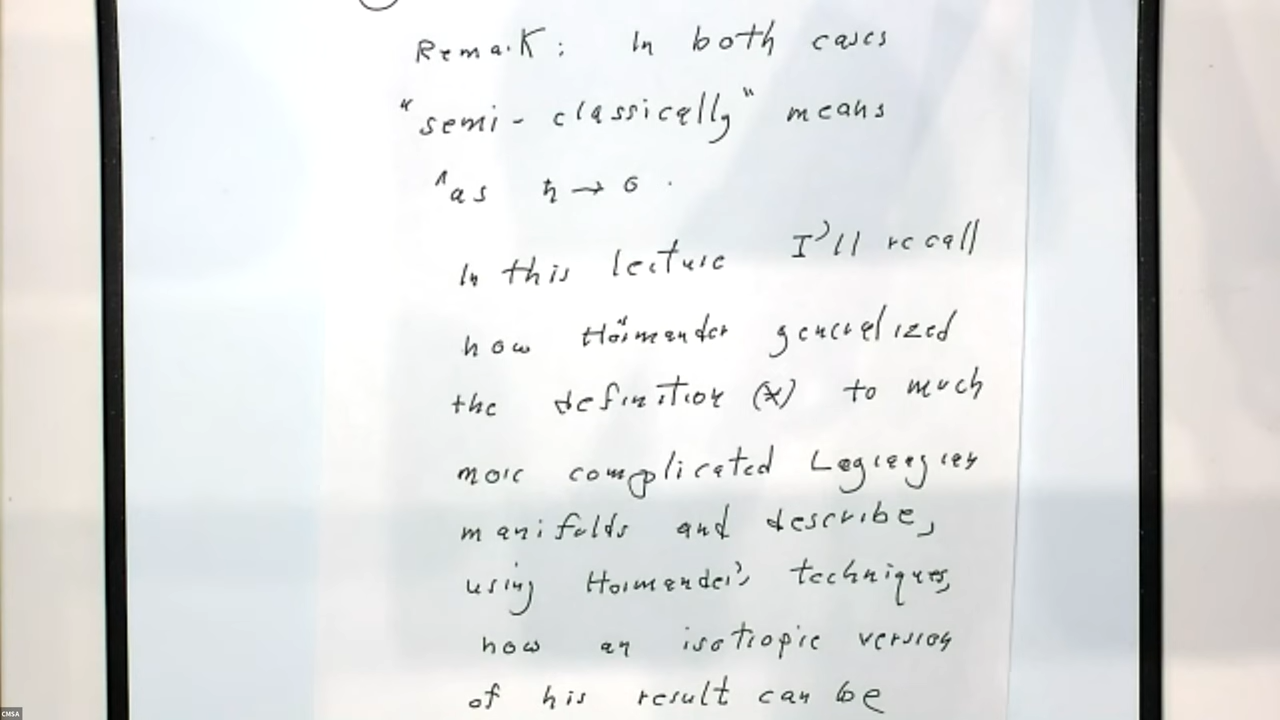 Remark: In both cases
"semi-classically" means
"as ℏ → 0.
In this lecture I'll recall
how Hörmander generalized
the definition (*) to much
more complicated Lagrangian
manifolds and describe,
using Hormander's techniques,
how an isotropic version
of his result can be
CMSA